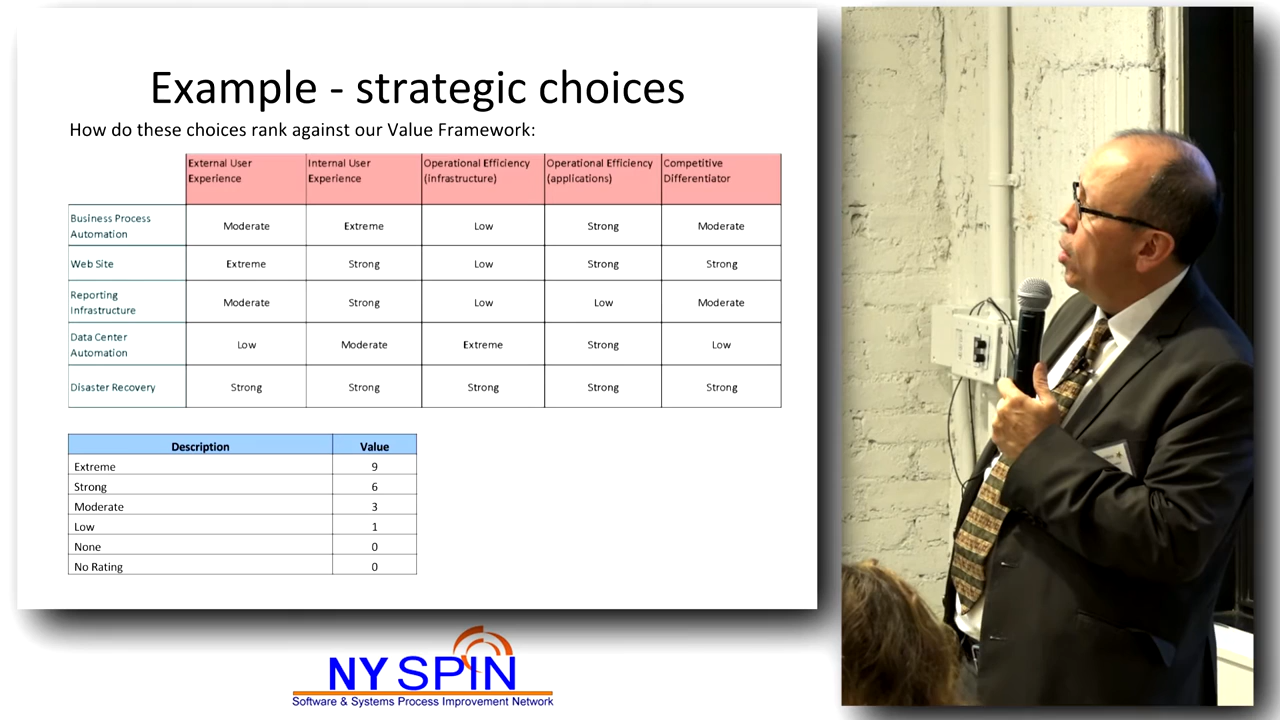 Example - strategic choices
How do these choices rank against our Value Framework:
External User Experience
Internal User Experience
Operational Efficiency (infrastructure)
Operational Efficiency (applications)
Competitive Differentiator
Business Process Automation
Moderate Extreme Low Strong Moderate
Web Site Extreme Strong Low Strong Strong
Reporting Infrastructure
Moderate Strong Low Low Moderate
Data Center Automation
Low Moderate Extreme Strong Low
Disaster Recovery Strong Strong Strong Strong Strong
Description Value
Extreme 9
Strong 6
Moderate 3
Low 1
None 0
No Rating 0
NY SPIN
Software & Systems Process Improvement Network